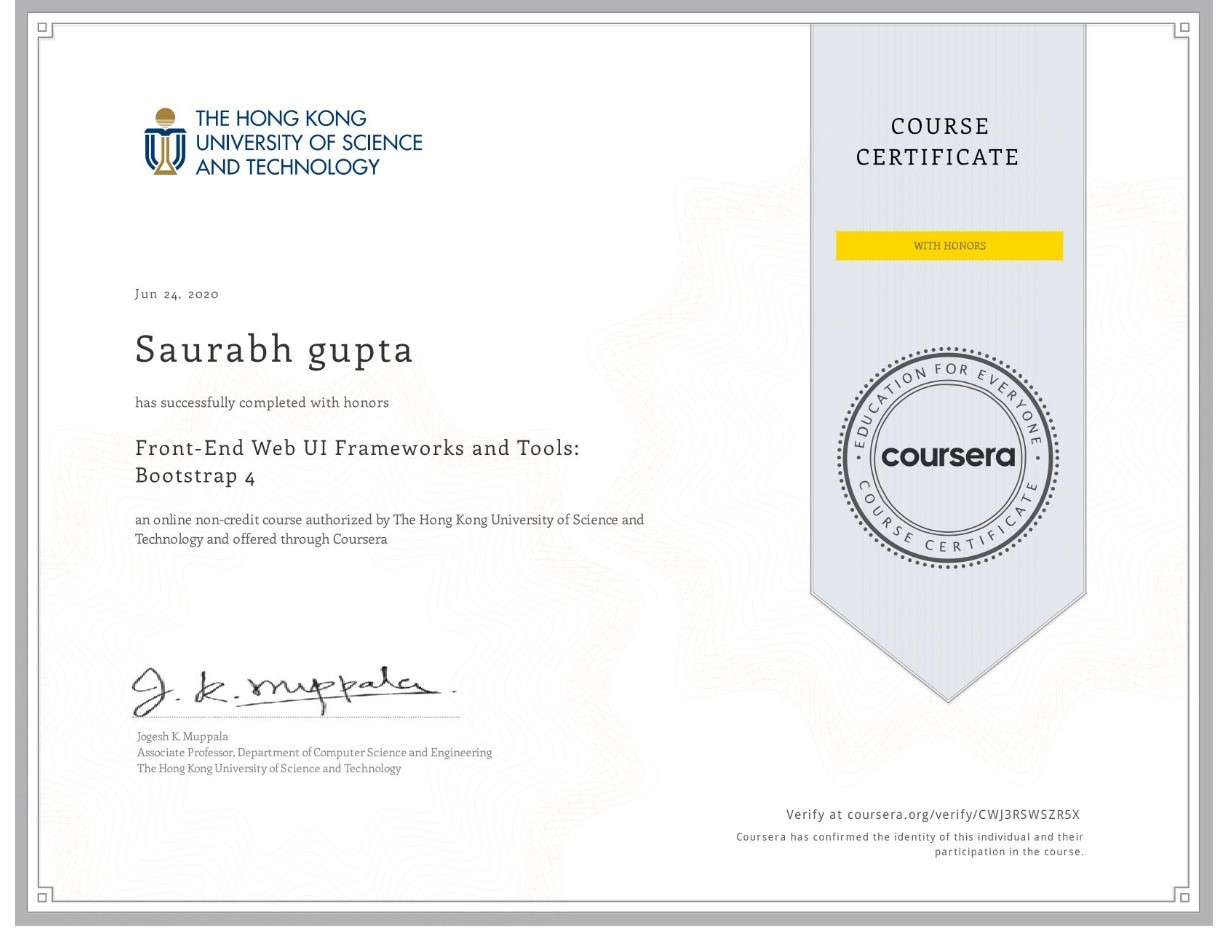 THE HONG KONG
UNIVERSITY OF SCIENCE
AND TECHNOLOGY
COURSE
CERTIFICATE
WITH HONORS
Jun 24, 2020
Saurabh gupta
has successfully completed with honors
Front-End Web UI Frameworks and Tools:
Bootstrap 4
an online non-credit course authorized by The Hong Kong University of Science and
Technology and offered through Coursera
EDUCATION FOR EVERYONE
coursera
COURSE CERTIFICATE
J. K. Muppala
Jogesh K. Muppala
Associate Professor, Department of Computer Science and Engineering
The Hong Kong University of Science and Technology
Verify at coursera.org/verify/CWJ3RSWSZR5X
Coursera has confirmed the identity of this individual and their
participation in the course.